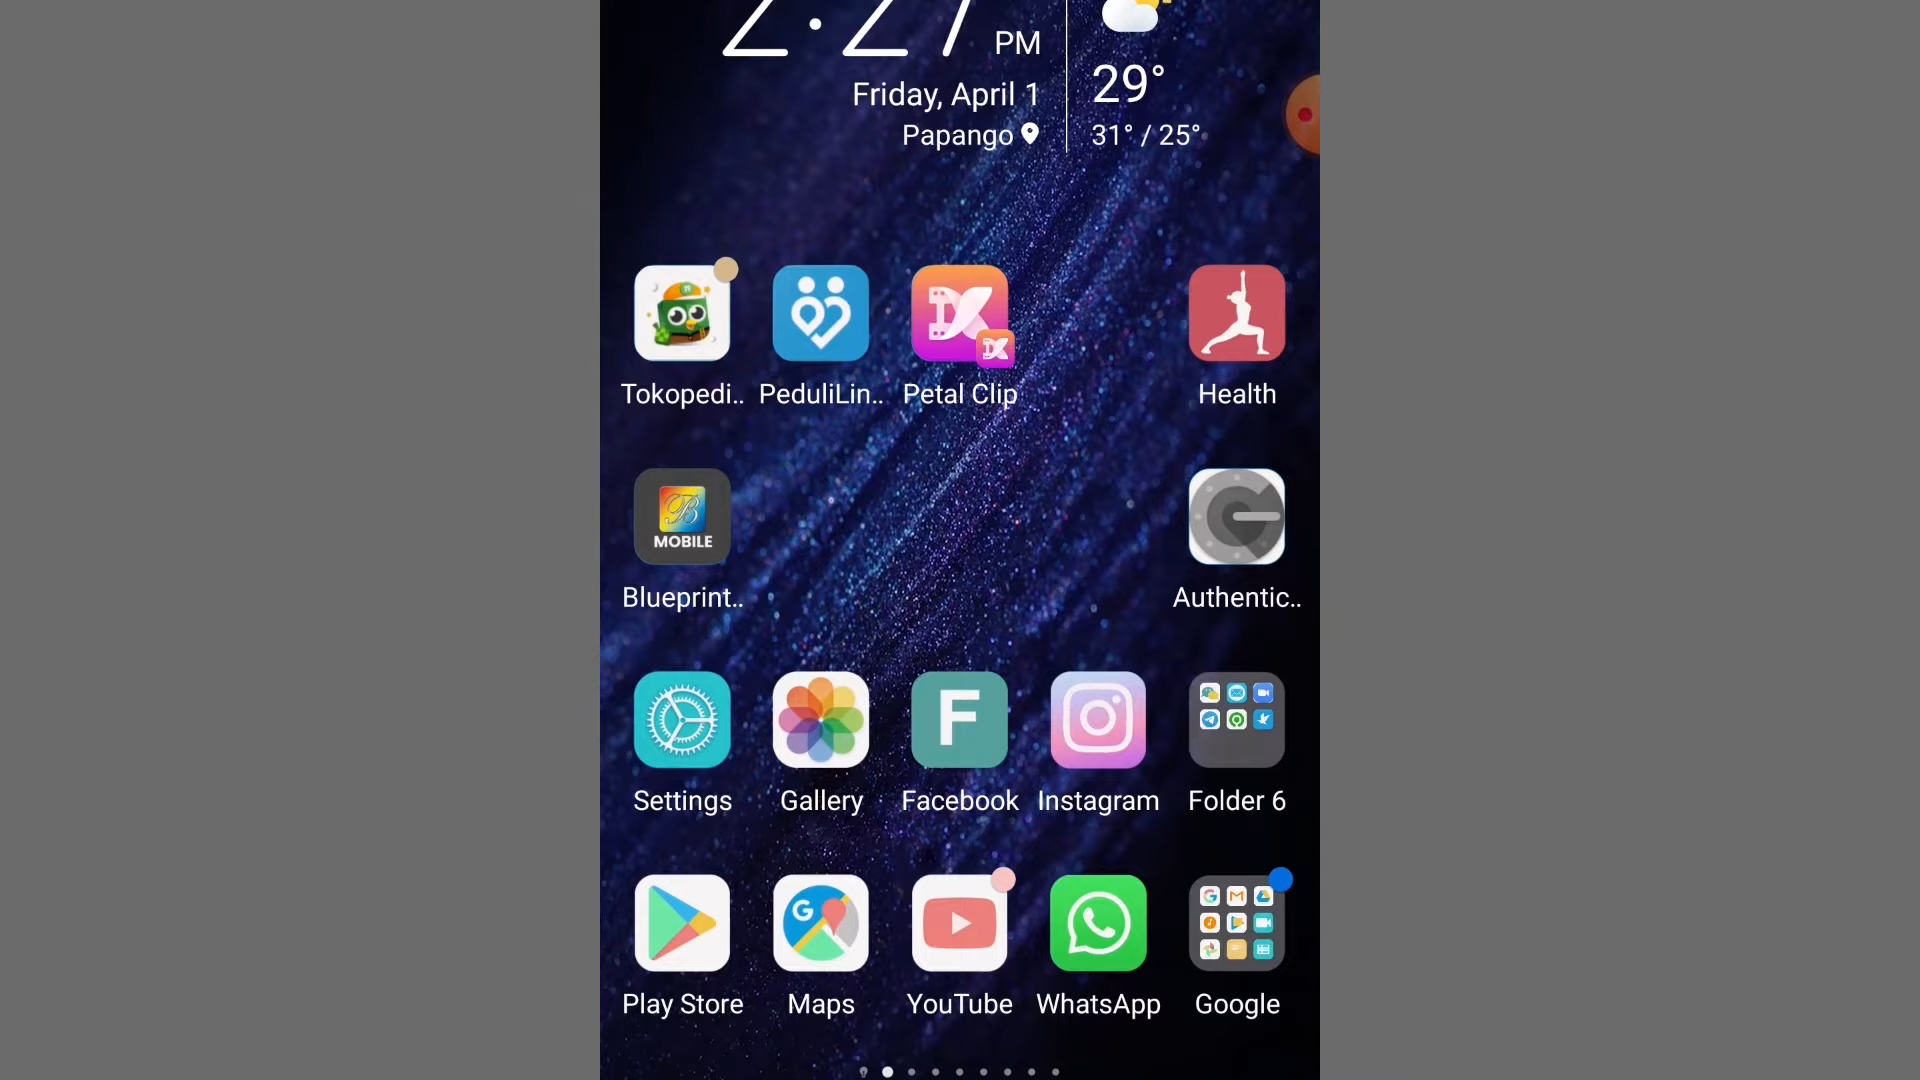 2:27 PM
Friday, April 1
Papango
29°
31° / 25°
Tokopedi..
PeduliLin..
Petal Clip
Health
B
MOBILE
Blueprint..
Authentic..
Settings
Gallery
F
Facebook
Instagram
Folder 6
G
Play Store
Maps
YouTube
WhatsApp
Google